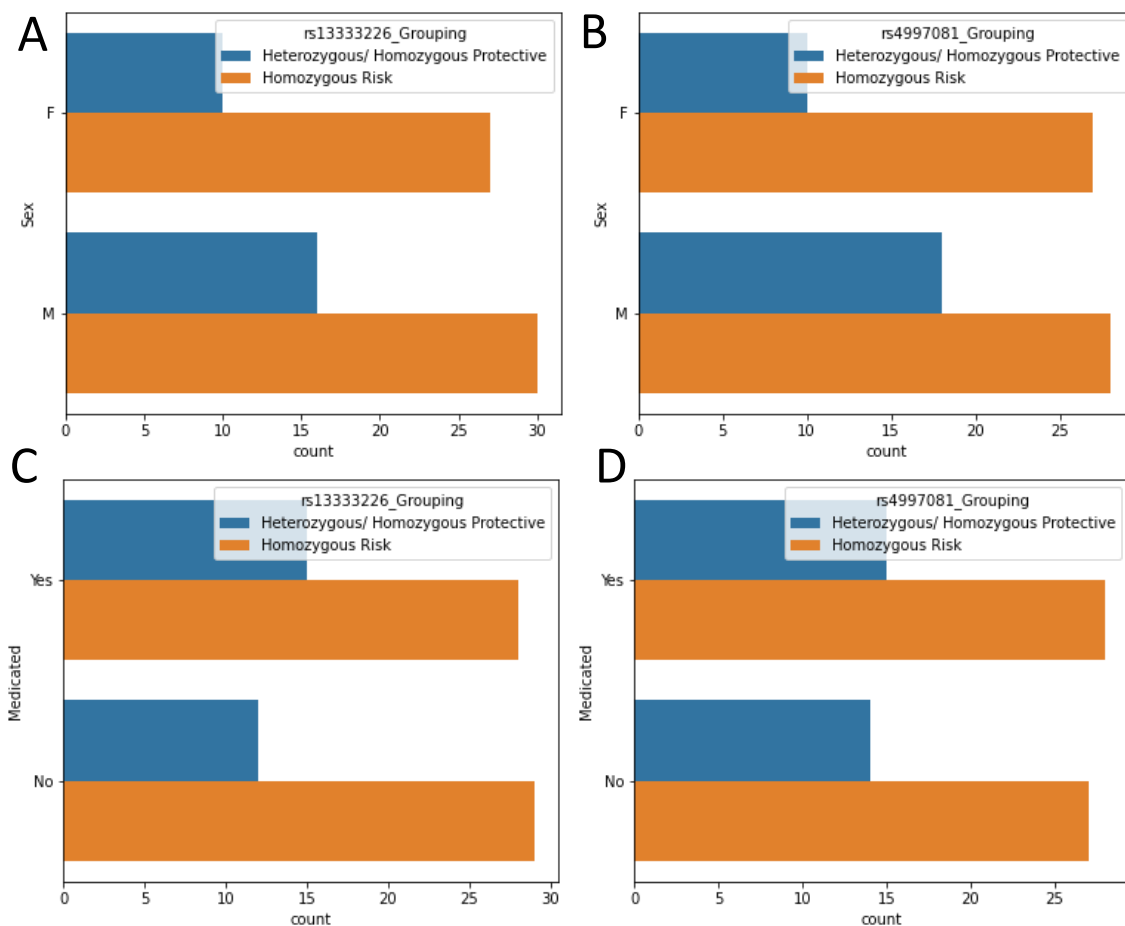 A
rs13333226_Grouping
Heterozygous/ Homozygous Protective
Homozygous Risk
F
Sex
M
0 5 10 15 20 25 30
count
B
rs4997081_Grouping
Heterozygous/ Homozygous Protective
Homozygous Risk
F
Sex
M
0 5 10 15 20 25
count
C
rs13333226_Grouping
Heterozygous/ Homozygous Protective
Homozygous Risk
Yes
Medicated
No
0 5 10 15 20 25 30
count
D
rs4997081_Grouping
Heterozygous/ Homozygous Protective
Homozygous Risk
Yes
Medicated
No
0 5 10 15 20 25
count